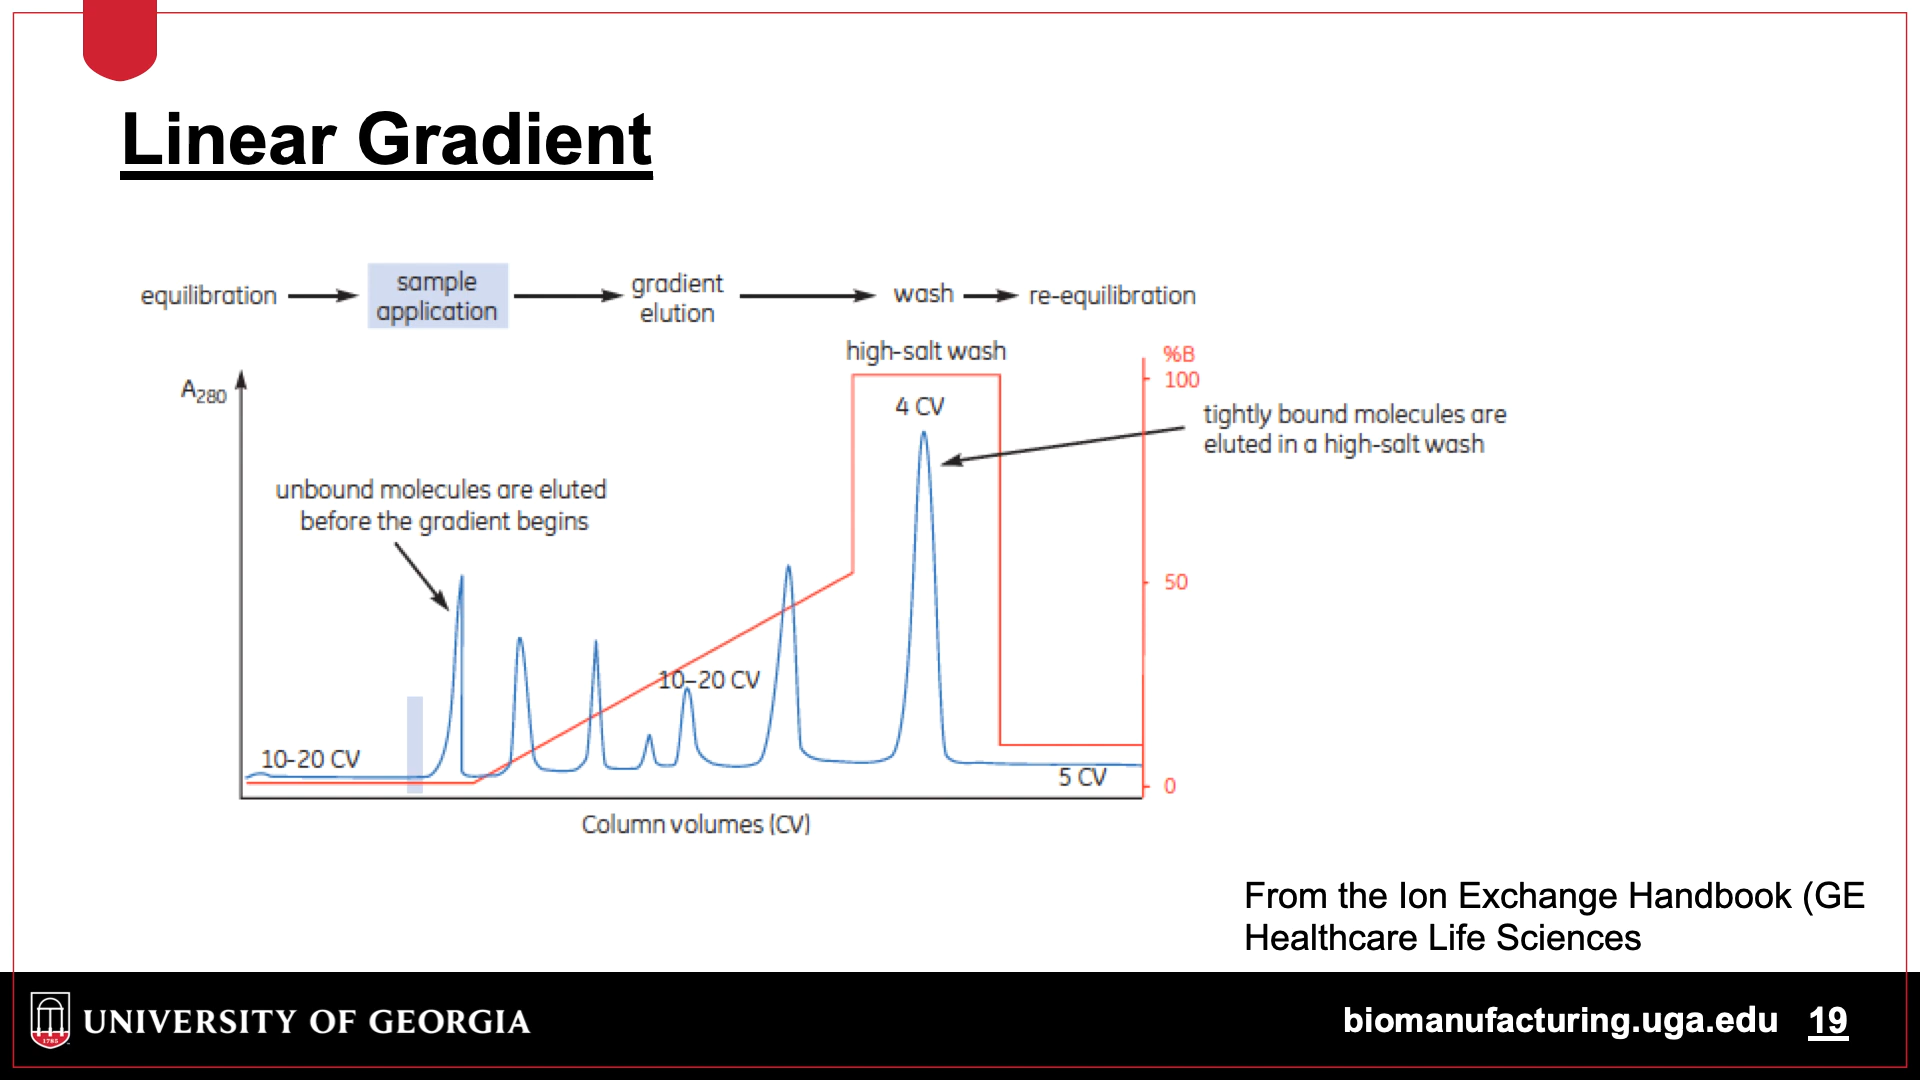 Linear Gradient
equilibration
sample
application
gradient
elution
wash
re-equilibration
high-salt wash
%B
100
A280
4 CV
tightly bound molecules are
eluted in a high-salt wash
unbound molecules are eluted
before the gradient begins
50
10–20 CV
10-20 CV
5 CV
0
Column volumes (CV)
From the Ion Exchange Handbook (GE
Healthcare Life Sciences
1785
UNIVERSITY OF GEORGIA
biomanufacturing.uga.edu 19